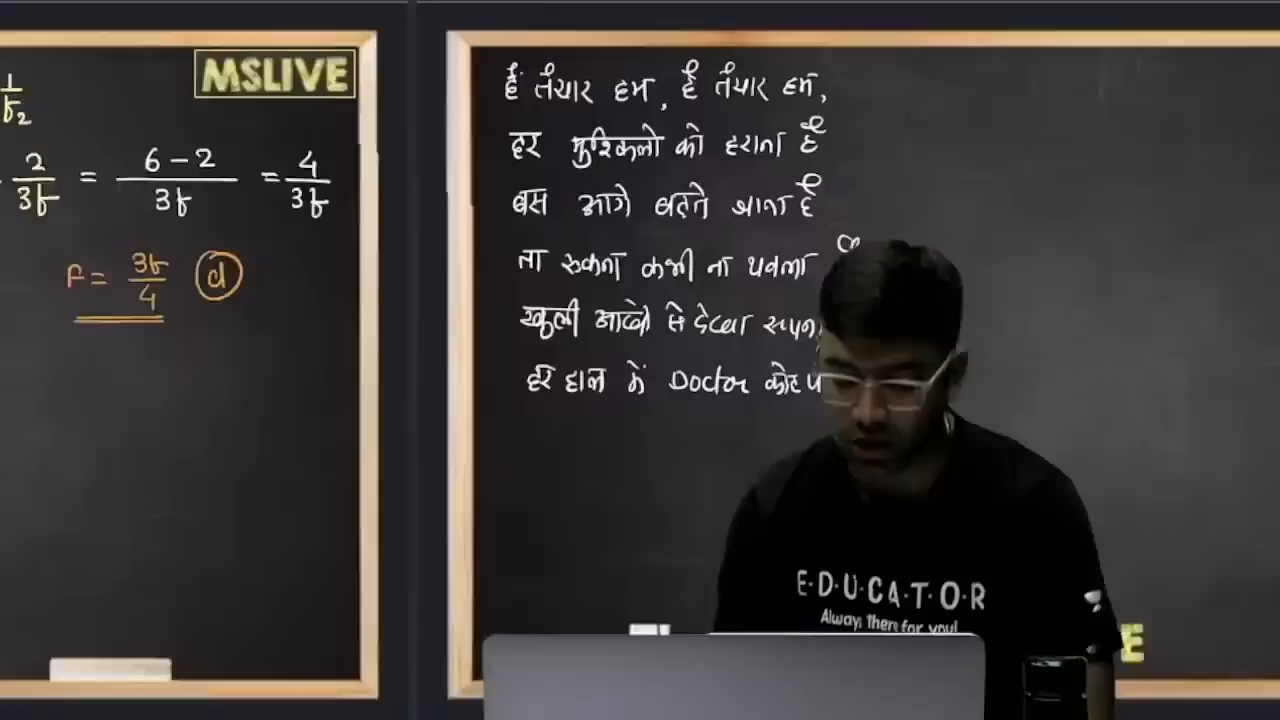 MSLIVE
1/f₂
2/3f = 6-2/3f = 4/3f
F = 3f/4 (d)
हैं तैयार हम, हैं तैयार हम,
हर मुश्किलो को हराना है
बस आगे बढ़ते जाना है
ना रुकना कभी ना थकना
खुली आखो से देखा सपना
हर हाल में Doctor कोट प
E·D·U·C·A·T·O·R
Always there for you!
E